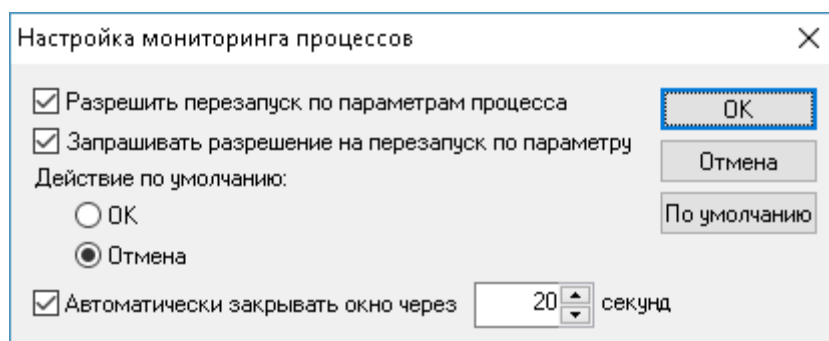 Настройка мониторинга процессов
Разрешить перезапуск по параметрам процесса
Запрашивать разрешение на перезапуск по параметру
Действие по умолчанию:
OK
Отмена
Автоматически закрывать окно через 20 секунд
OK
Отмена
По умолчанию